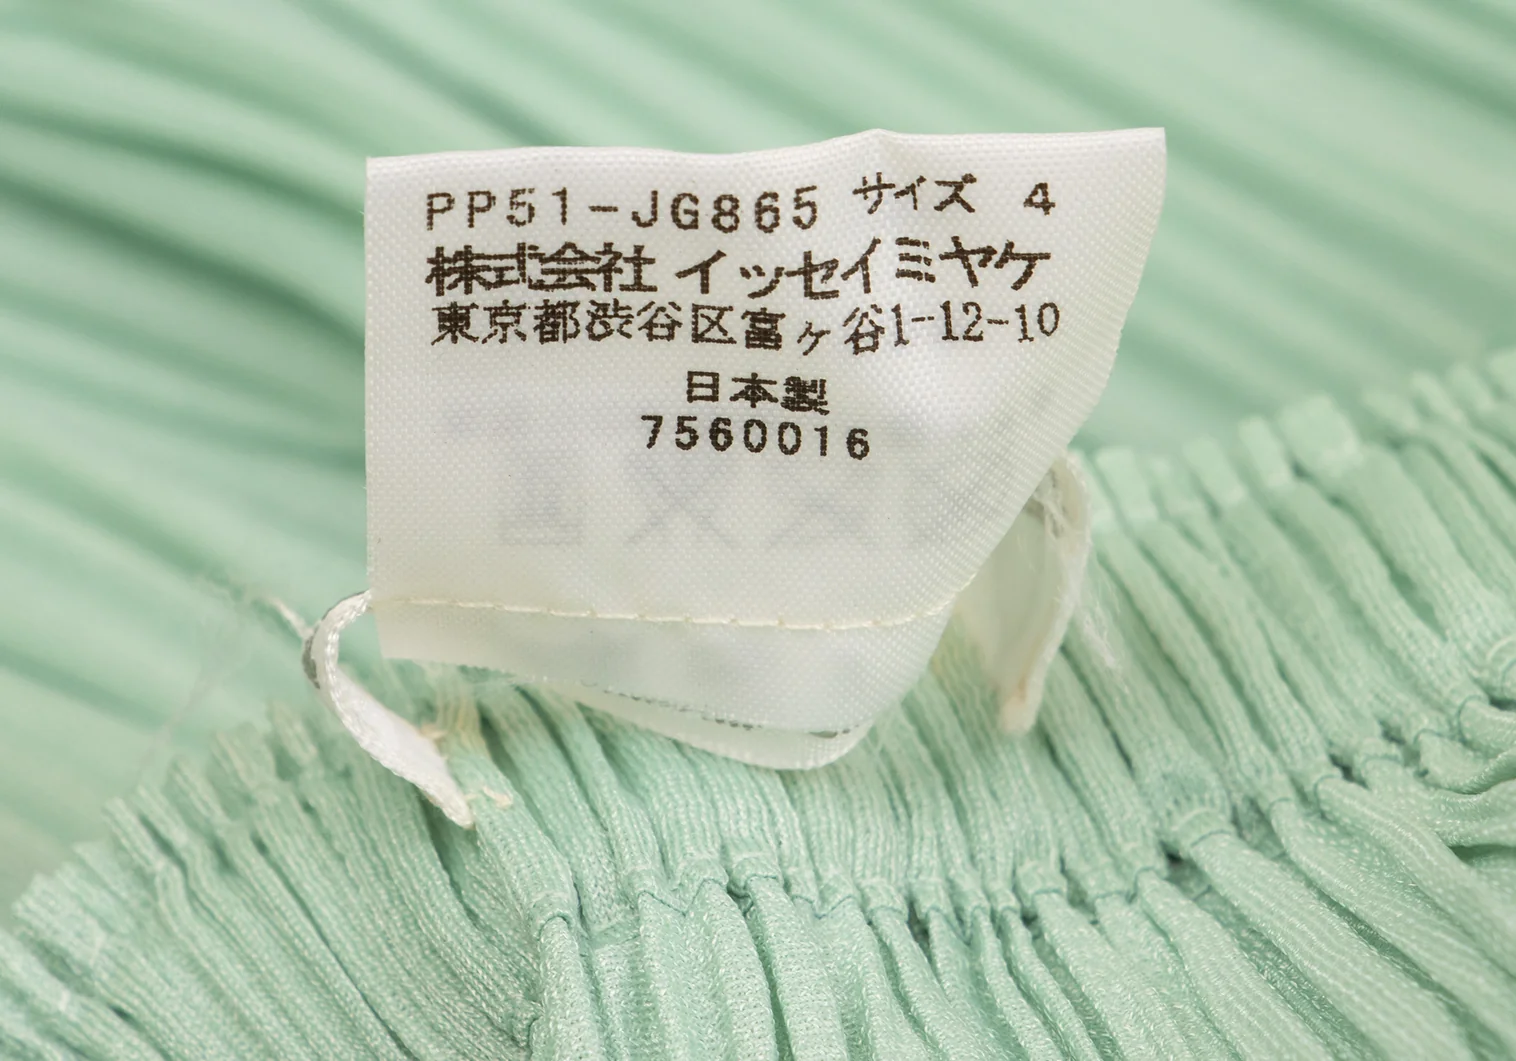 PP51-JG865 サイズ 4
株式会社 イッセイミヤケ
東京都渋谷区富ヶ谷1-12-10
日本製
7560016